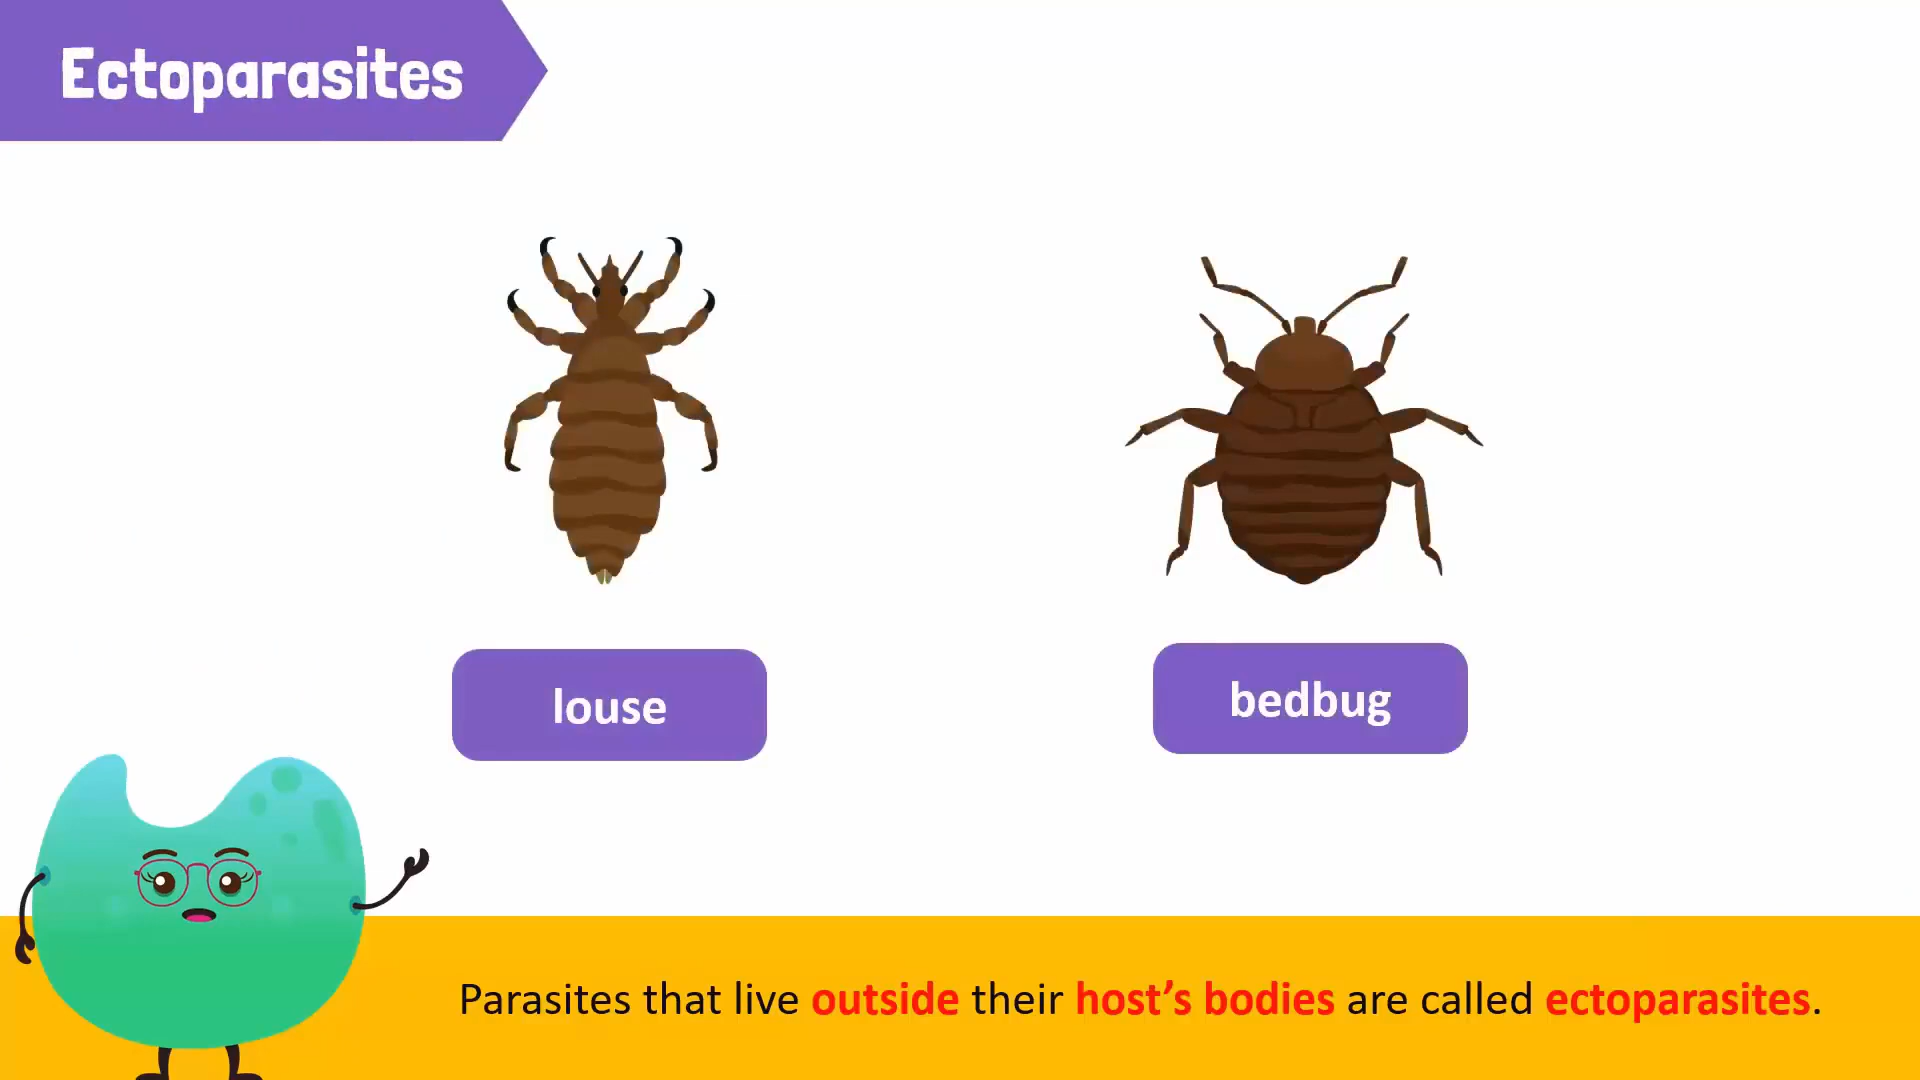 Ectoparasites
louse
bedbug
Parasites that live outside their host’s bodies are called ectoparasites.